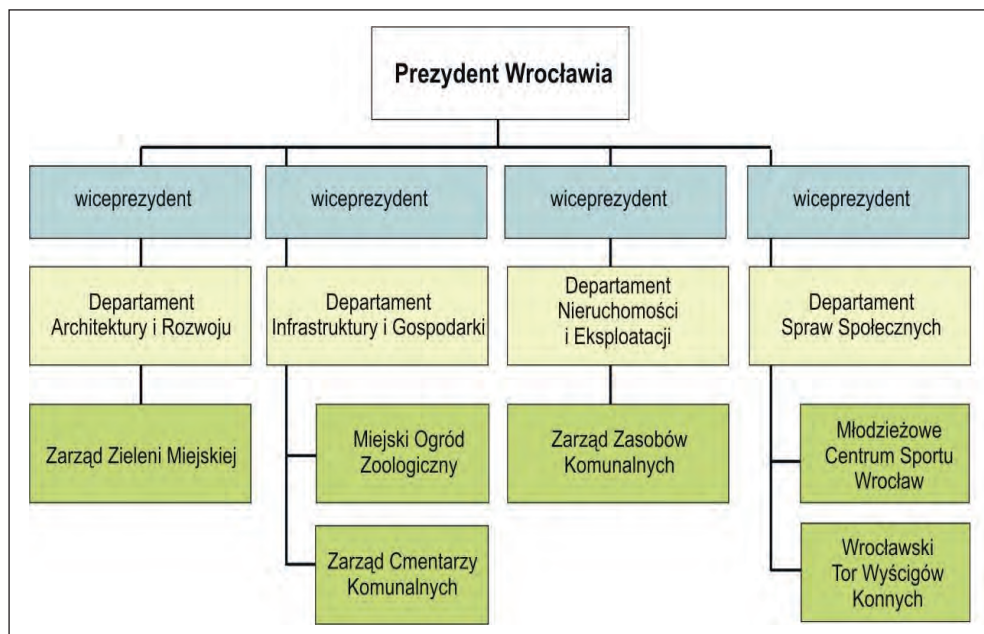 Prezydent Wrocławia
wiceprezydent
wiceprezydent
wiceprezydent
wiceprezydent
Departament
Architektury i Rozwoju
Departament
Infrastruktury i Gospodarki
Departament
Nieruchomości
i Eksploatacji
Departament
Spraw Społecznych
Zarząd Zieleni Miejskiej
Miejski Ogród
Zoologiczny
Zarząd Zasobów
Komunalnych
Młodzieżowe
Centrum Sportu
Wrocław
Zarząd Cmentarzy
Komunalnych
Wrocławski
Tor Wyścigów
Konnych